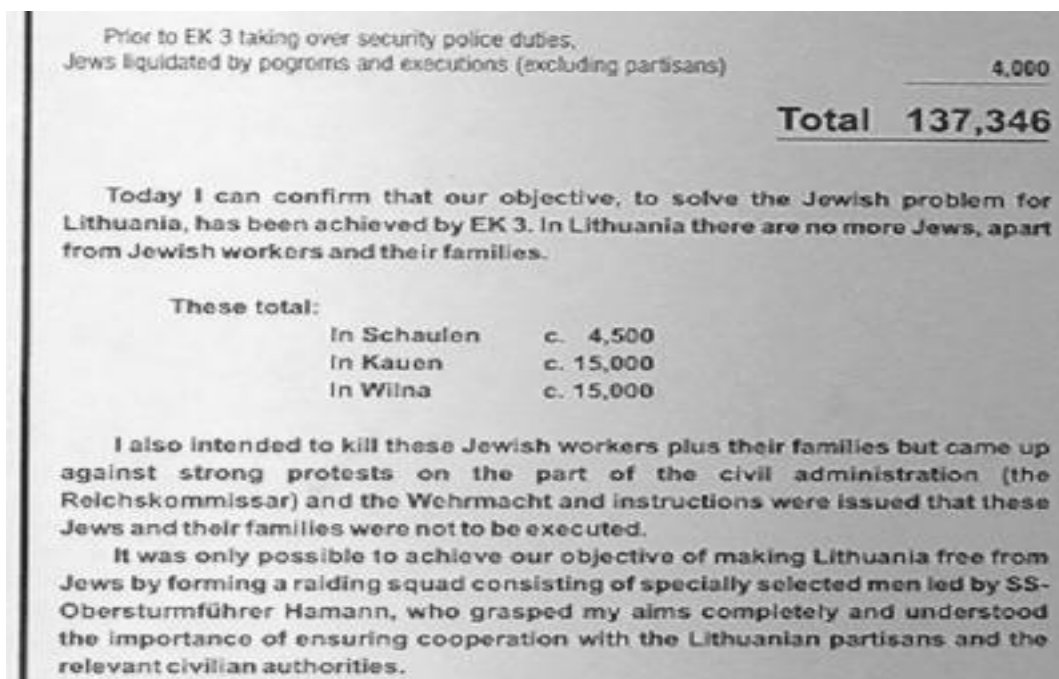 Prior to EK 3 taking over security police duties,
Jews liquidated by pogroms and executions (excluding partisans) 4,000
Total 137,346
Today I can confirm that our objective, to solve the Jewish problem for
Lithuania, has been achieved by EK 3. In Lithuania there are no more Jews, apart
from Jewish workers and their families.
These total:
In Schaulen c. 4,500
In Kauen c. 15,000
In Wilna c. 15,000
I also intended to kill these Jewish workers plus their families but came up
against strong protests on the part of the civil administration (the
Reichskommissar) and the Wehrmacht and instructions were issued that these
Jews and their families were not to be executed.
It was only possible to achieve our objective of making Lithuania free from
Jews by forming a raiding squad consisting of specially selected men led by SS-
Obersturmführer Hamann, who grasped my aims completely and understood
the importance of ensuring cooperation with the Lithuanian partisans and the
relevant civilian authorities.